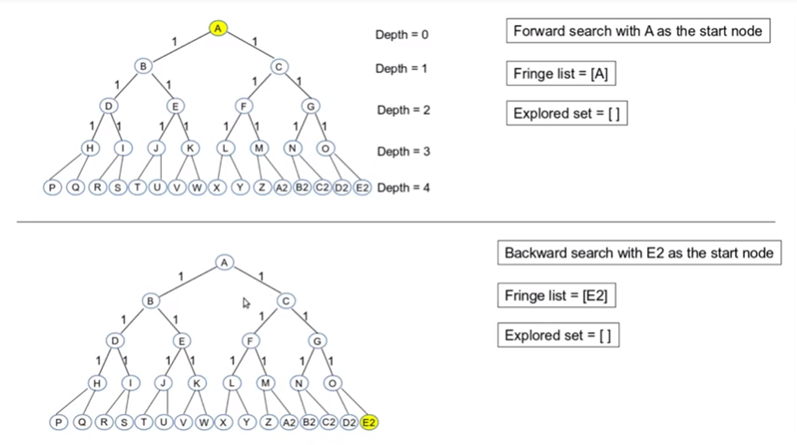 A
1 1
Depth = 0
Forward search with A as the start node
B C
Depth = 1
1 1 1 1
Fringe list = [A]
D E F G
Depth = 2
Explored set = [ ]
1 1 1 1 1 1 1 1
H I J K L M N O
Depth = 3
P Q R S T U V W X Y Z A2 B2 C2 D2 E2
Depth = 4
Backward search with E2 as the start node
A
1 1
B C
Fringe list = [E2]
1 1 1 1
D E F G
Explored set = [ ]
1 1 1 1 1 1 1 1
H I J K L M N O
P Q R S T U V W X Y Z A2 B2 C2 D2 E2